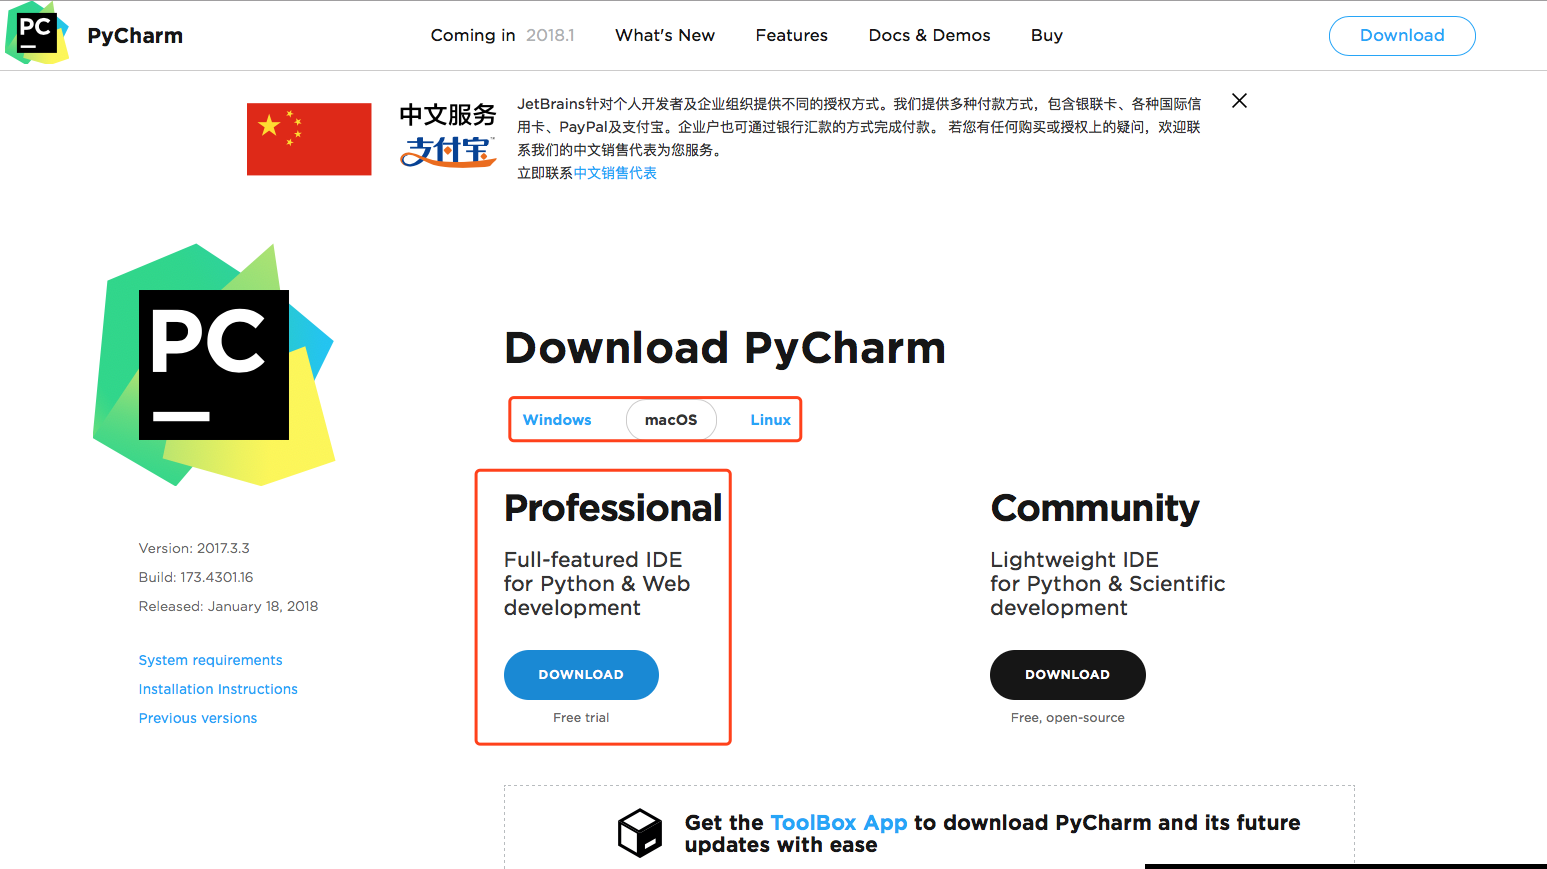 PC
PyCharm
Coming in 2018.1
What's New
Features
Docs & Demos
Buy
Download
中文服务
支付宝
JetBrains针对个人开发者及企业组织提供不同的授权方式。我们提供多种付款方式，包含银联卡、各种国际信
用卡、PayPal及支付宝。企业户也可通过银行汇款的方式完成付款。 若您有任何购买或授权上的疑问，欢迎联
系我们的中文销售代表为您服务。
立即联系中文销售代表
PC
Download PyCharm
Windows
macOS
Linux
Professional
Full-featured IDE
for Python & Web
development
DOWNLOAD
Free trial
Community
Lightweight IDE
for Python & Scientific
development
DOWNLOAD
Free, open-source
Version: 2017.3.3
Build: 173.4301.16
Released: January 18, 2018
System requirements
Installation Instructions
Previous versions
Get the ToolBox App to download PyCharm and its future
updates with ease